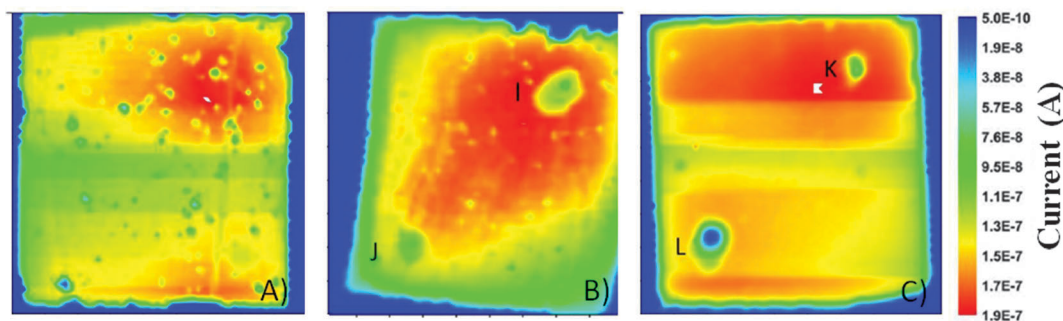 A)
I
J
B)
K
L
C)
5.0E-10
1.9E-8
3.8E-8
5.7E-8
7.6E-8
9.5E-8
1.1E-7
1.3E-7
1.5E-7
1.7E-7
1.9E-7
Current (A)